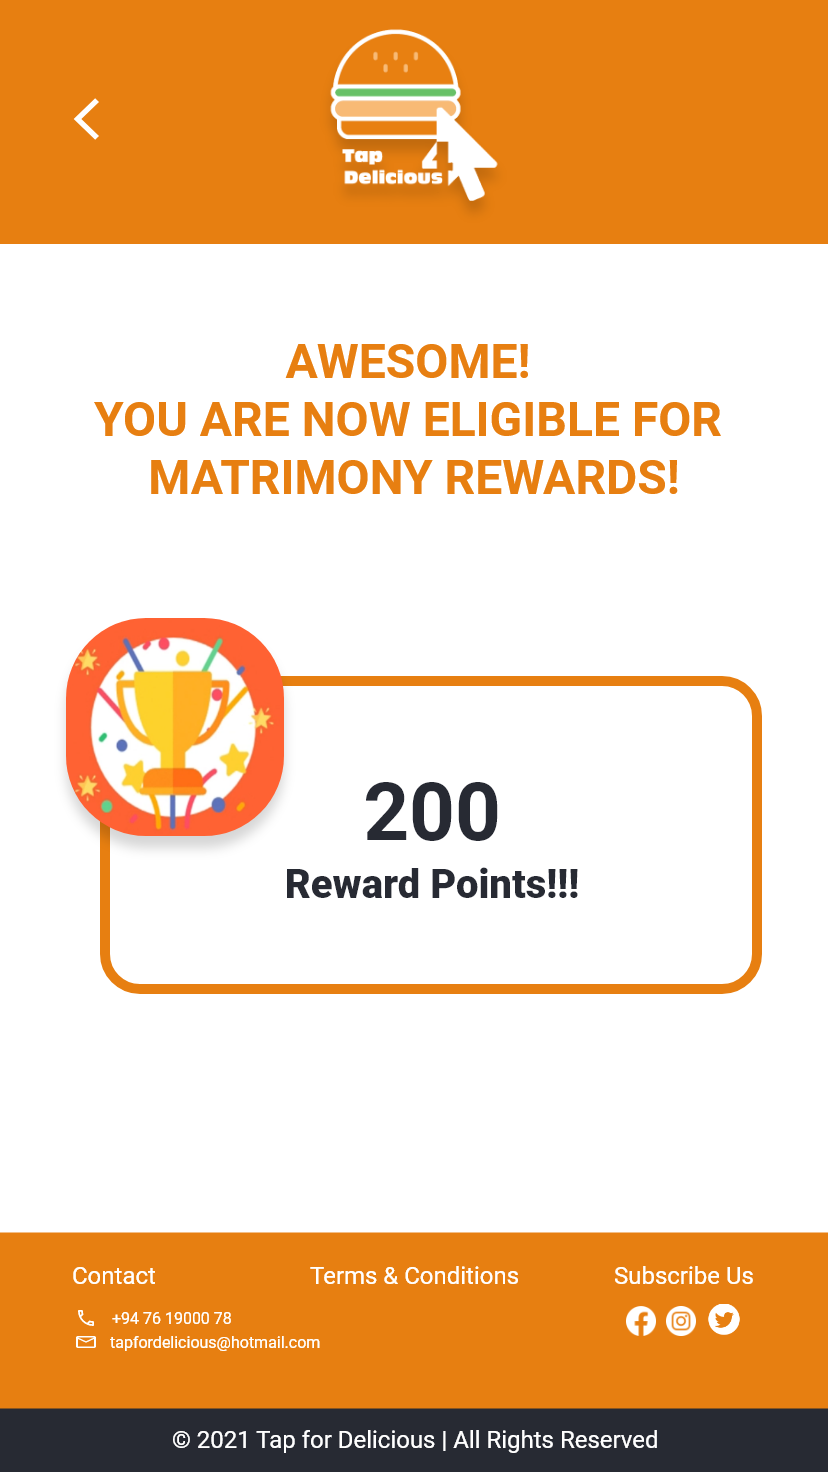 Tap 4
Delicious
AWESOME!
YOU ARE NOW ELIGIBLE FOR
MATRIMONY REWARDS!
200
Reward Points!!!
Contact
Terms & Conditions
Subscribe Us
+94 76 19000 78
tapfordelicious@hotmail.com
© 2021 Tap for Delicious | All Rights Reserved